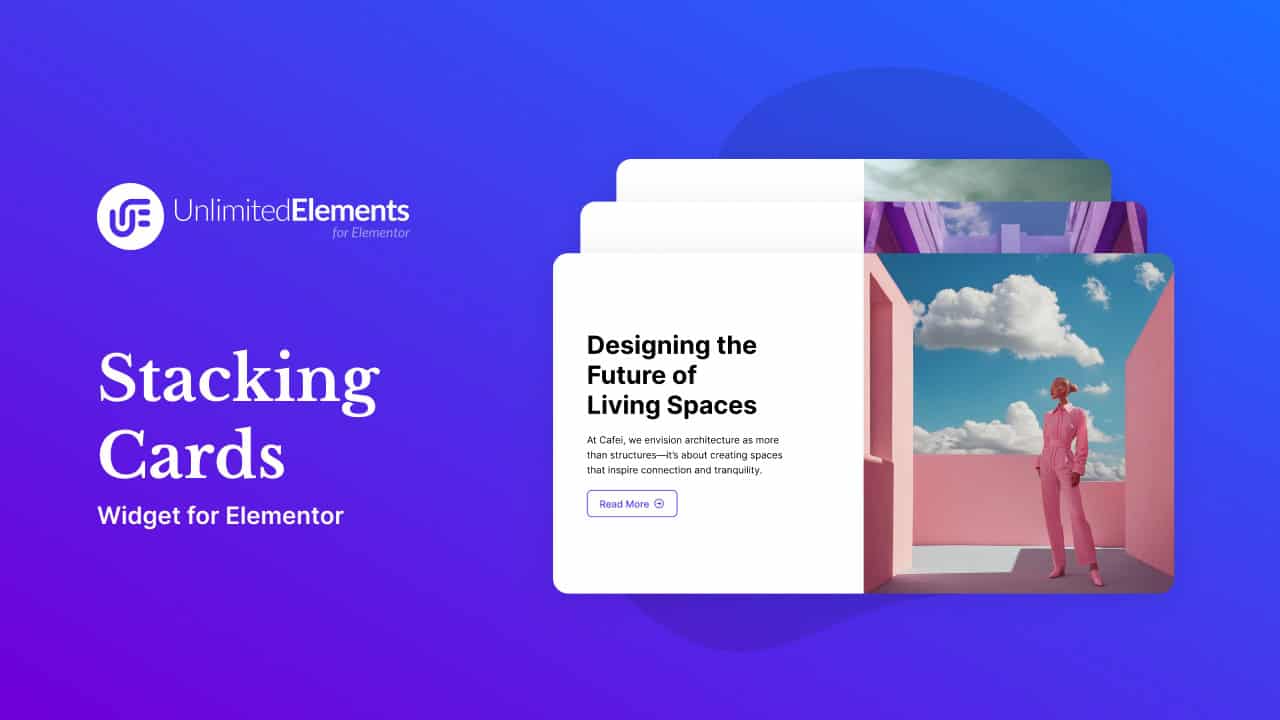 UnlimitedElements
for Elementor
Stacking
Cards
Widget for Elementor
Designing the
Future of
Living Spaces
At Cafei, we envision architecture as more
than structures—it's about creating spaces
that inspire connection and tranquility.
Read More